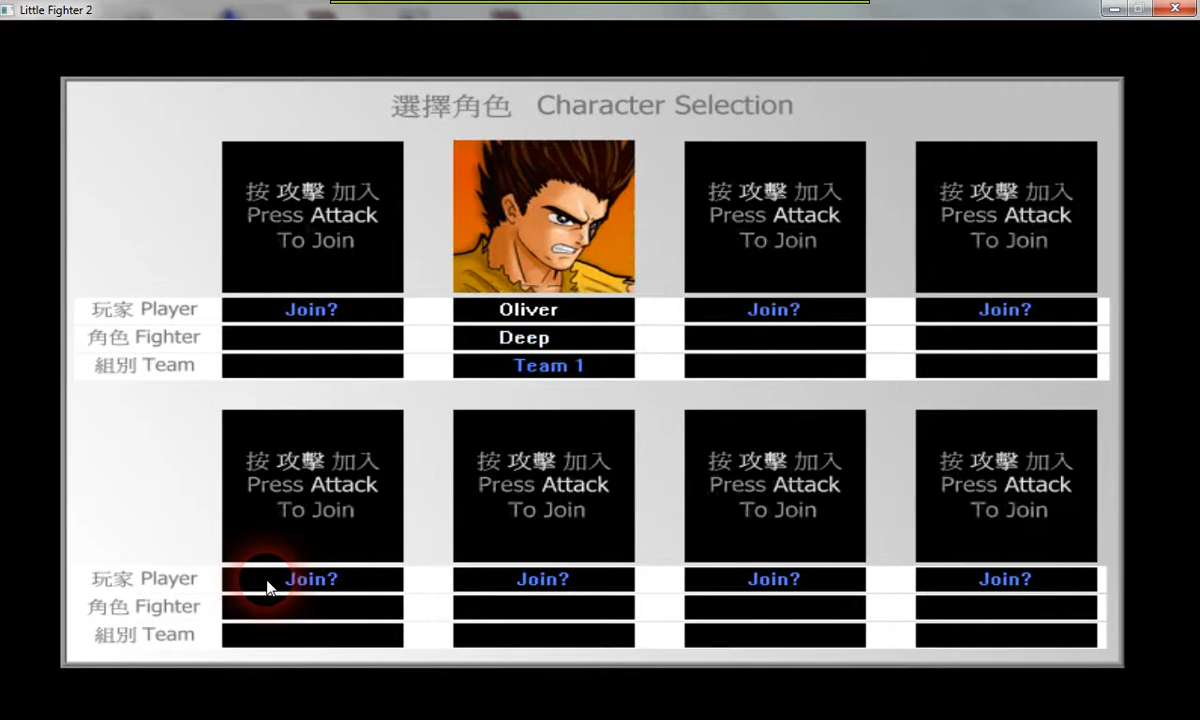 Little Fighter 2
選擇角色 Character Selection
按 攻擊 加入
Press Attack
To Join
按 攻擊 加入
Press Attack
To Join
按 攻擊 加入
Press Attack
To Join
玩家 Player Join? Oliver Join? Join?
角色 Fighter Deep
組別 Team Team 1
按 攻擊 加入
Press Attack
To Join
按 攻擊 加入
Press Attack
To Join
按 攻擊 加入
Press Attack
To Join
按 攻擊 加入
Press Attack
To Join
玩家 Player Join? Join? Join? Join?
角色 Fighter
組別 Team